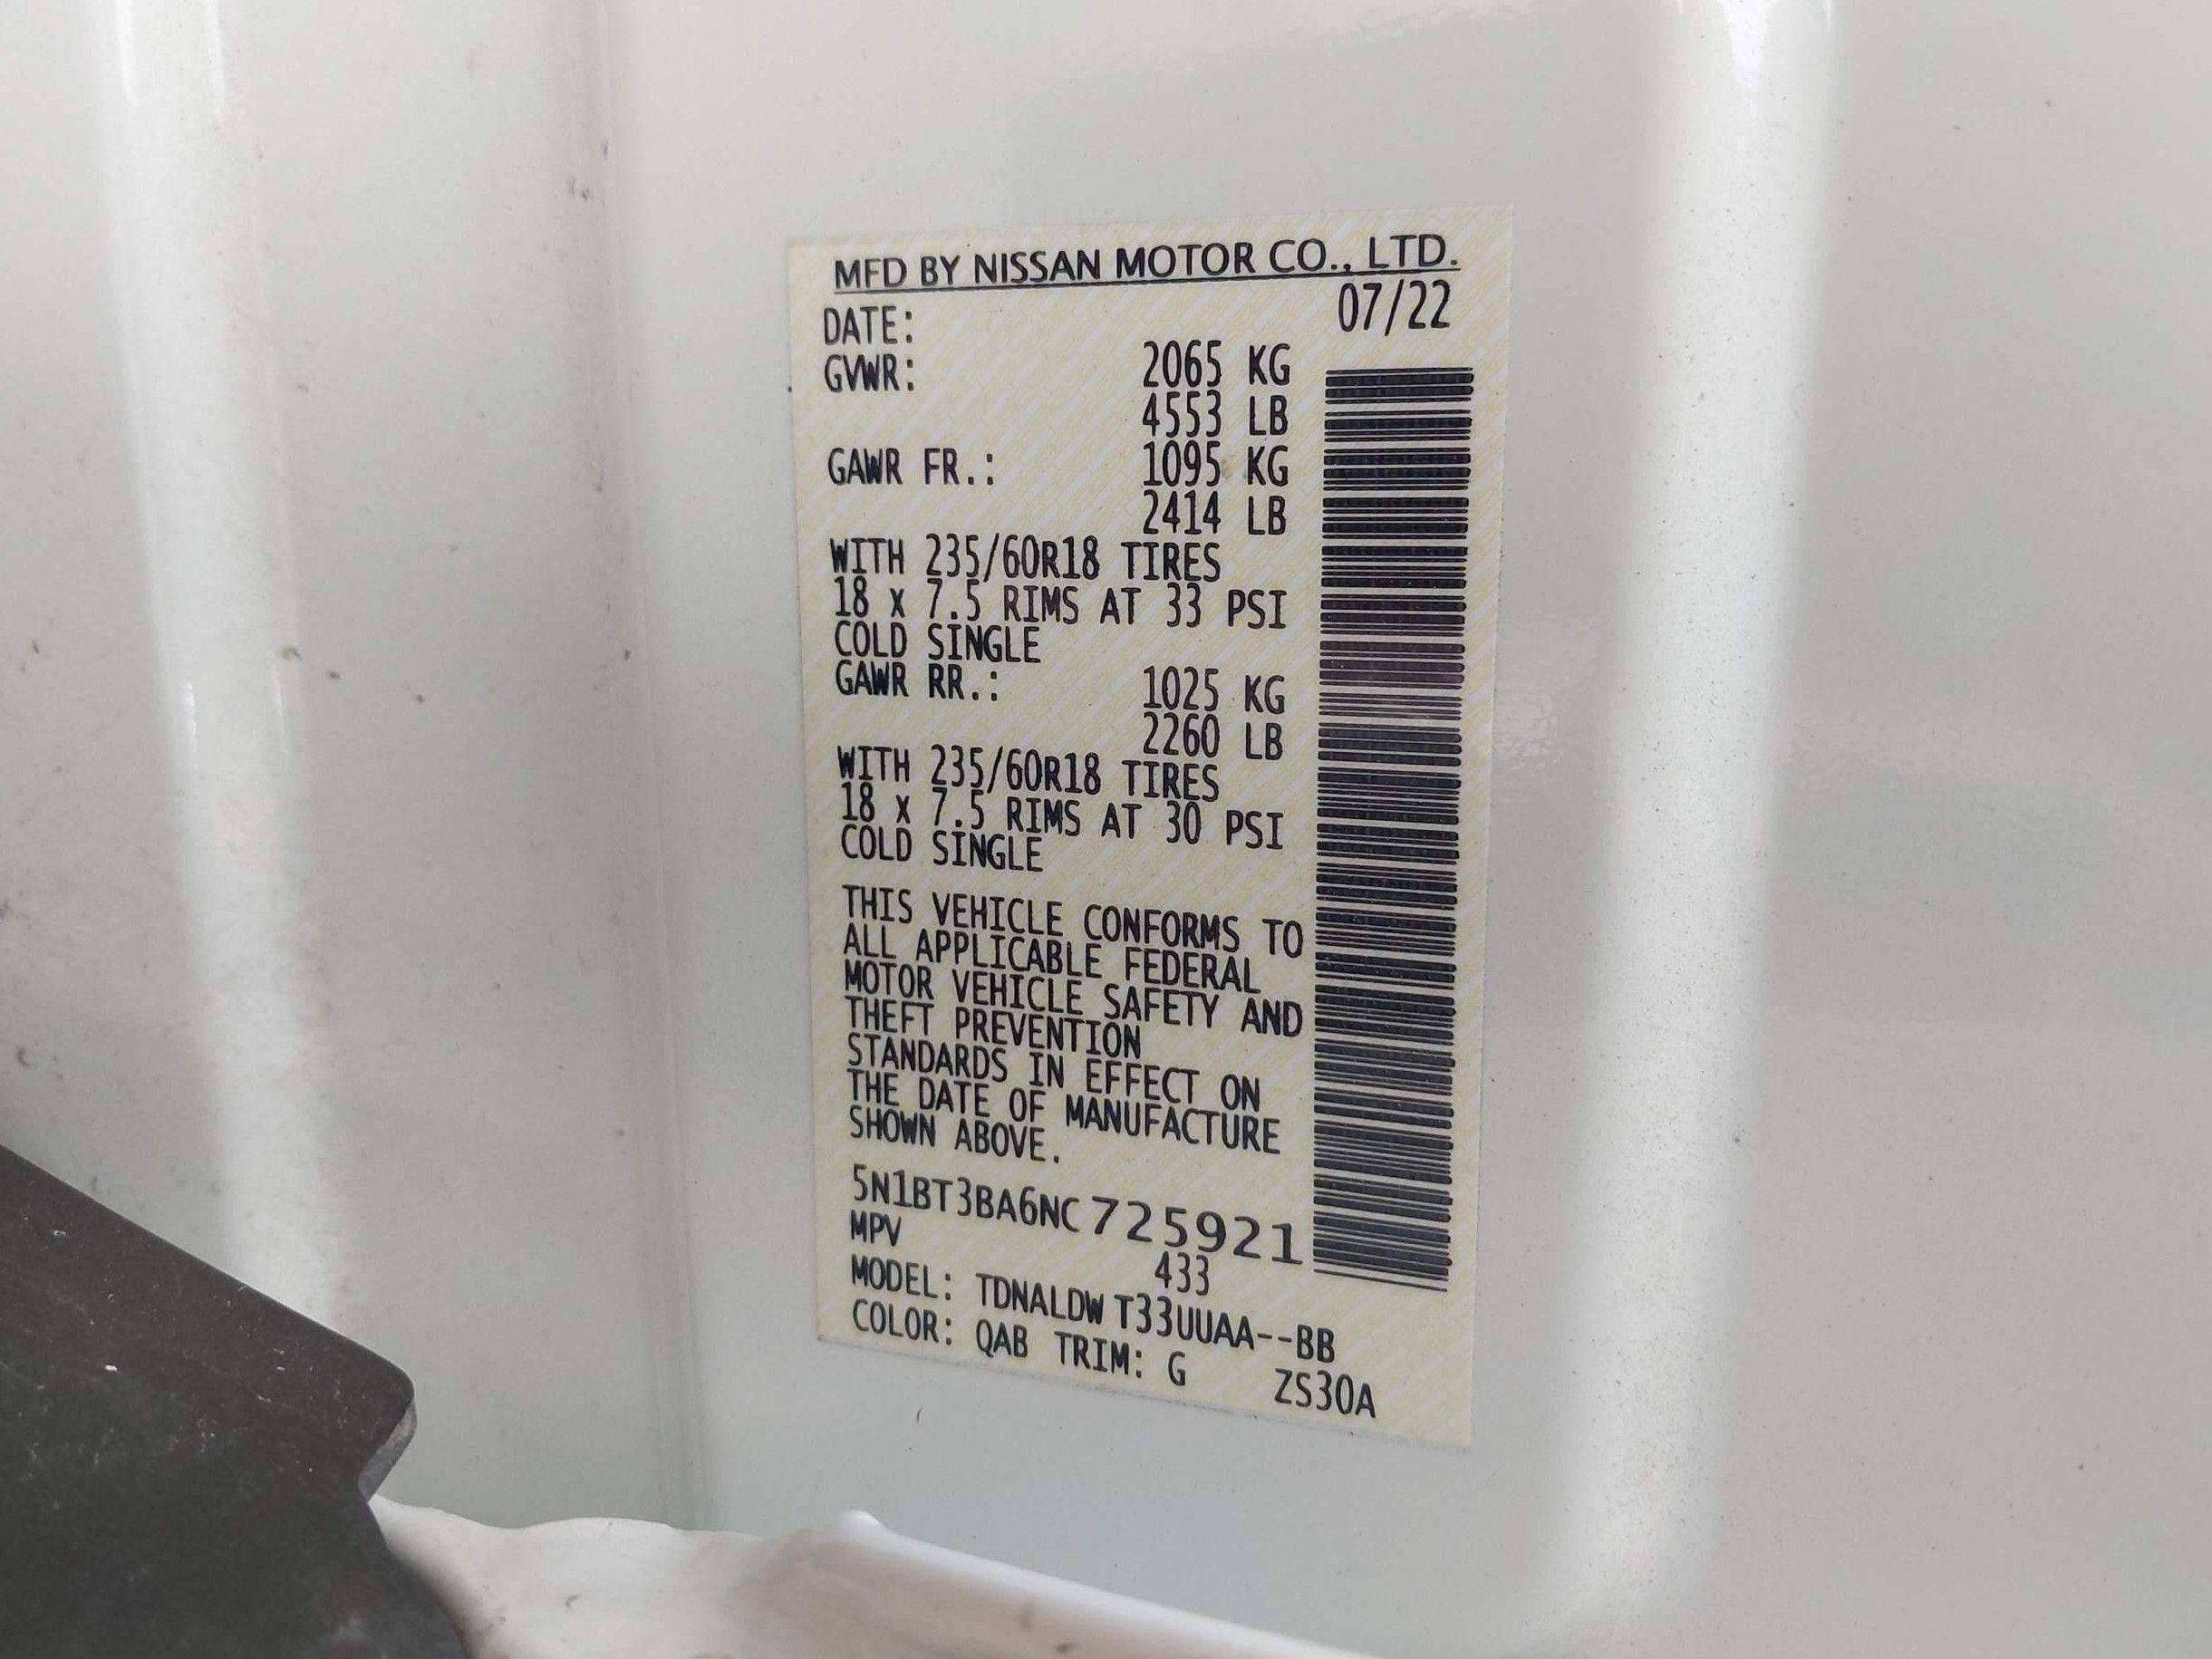 MFD BY NISSAN MOTOR CO., LTD.
DATE: 07/22
GVWR: 2065 KG
4553 LB
GAWR FR.: 1095 KG
2414 LB
WITH 235/60R18 TIRES
18 x 7.5 RIMS AT 33 PSI
COLD SINGLE
GAWR RR.: 1025 KG
2260 LB
WITH 235/60R18 TIRES
18 x 7.5 RIMS AT 30 PSI
COLD SINGLE
THIS VEHICLE CONFORMS TO
ALL APPLICABLE FEDERAL
MOTOR VEHICLE SAFETY AND
THEFT PREVENTION
STANDARDS IN EFFECT ON
THE DATE OF MANUFACTURE
SHOWN ABOVE.
5N1BT3BA6NC725921
MPV 433
MODEL: TDNALDW T33UUAA--BB
COLOR: QAB TRIM: G ZS30A